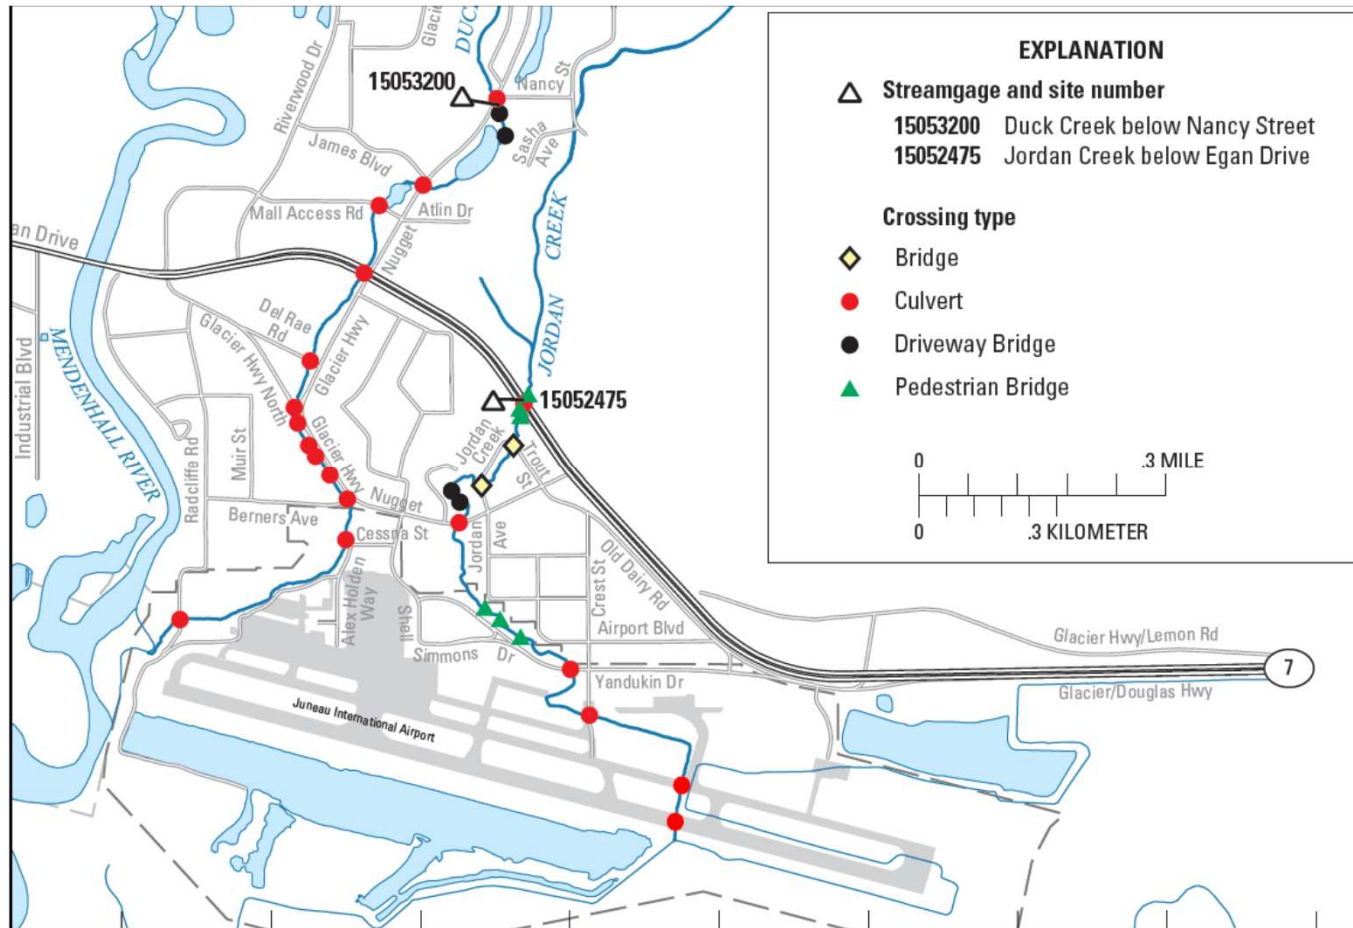 EXPLANATION
Streamgage and site number
15053200 Duck Creek below Nancy Street
15052475 Jordan Creek below Egan Drive
Crossing type
Bridge
Culvert
Driveway Bridge
Pedestrian Bridge
0 .3 MILE
0 .3 KILOMETER
Riverwood Dr
Glacie
DUCK
15053200
Nancy St
Sasha Ave
James Blvd
Mall Access Rd
Atlin Dr
Nugget
an Drive
JORDAN CREEK
Industrial Blvd
MENDENHALL RIVER
Del Rae Rd
Glacier Hwy
Glacier Hwy North
Glacier Hwy
15052475
Jordan Creek
Trout St
Radcliffe Rd
Muir St
Nugget
Berners Ave
Cessna St
Jordan Ave
Old Dairy Rd
Crest St
Alex Holden Way
Shell
Simmons Dr
Airport Blvd
Yandukin Dr
Glacier Hwy/Lemon Rd
7
Glacier/Douglas Hwy
Juneau International Airport